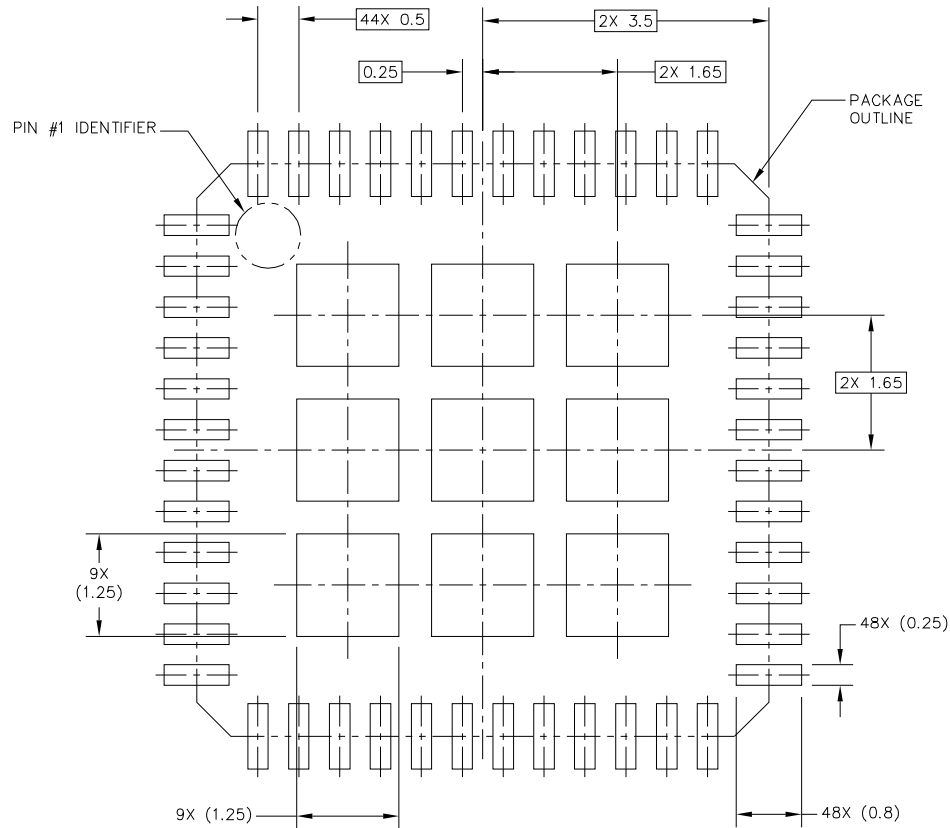 44X 0.5
2X 3.5
0.25
2X 1.65
PIN #1 IDENTIFIER
PACKAGE
OUTLINE
2X 1.65
9X
(1.25)
48X (0.25)
9X (1.25)
48X (0.8)